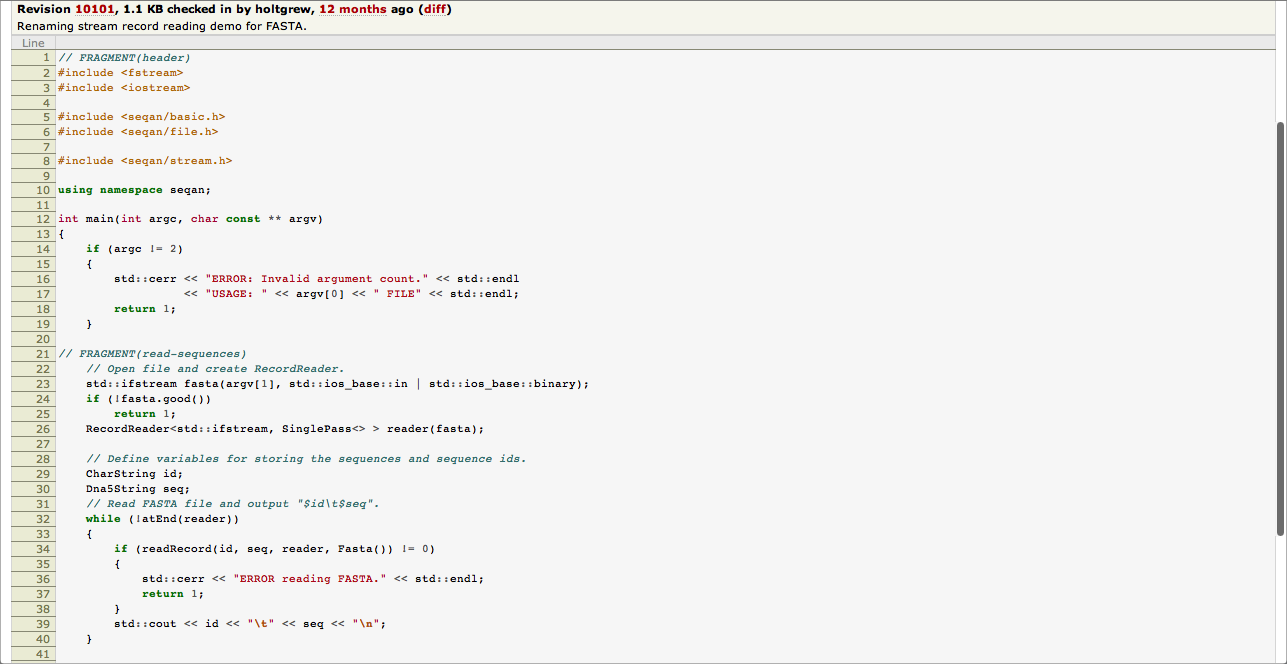 Revision 10101, 1.1 KB checked in by holtgrew, 12 months ago (diff)
Renaming stream record reading demo for FASTA.
Line
1 // FRAGMENT(header)
2 #include <fstream>
3 #include <iostream>
4
5 #include <seqan/basic.h>
6 #include <seqan/file.h>
7
8 #include <seqan/stream.h>
9
10 using namespace seqan;
11
12 int main(int argc, char const ** argv)
13 {
14     if (argc != 2)
15     {
16         std::cerr << "ERROR: Invalid argument count." << std::endl
17                   << "USAGE: " << argv[0] << " FILE" << std::endl;
18         return 1;
19     }
20
21 // FRAGMENT(read-sequences)
22     // Open file and create RecordReader.
23     std::ifstream fasta(argv[1], std::ios_base::in | std::ios_base::binary);
24     if (!fasta.good())
25         return 1;
26     RecordReader<std::ifstream, SinglePass<> > reader(fasta);
27
28     // Define variables for storing the sequences and sequence ids.
29     CharString id;
30     Dna5String seq;
31     // Read FASTA file and output "$id\t$seq".
32     while (!atEnd(reader))
33     {
34         if (readRecord(id, seq, reader, Fasta()) != 0)
35         {
36             std::cerr << "ERROR reading FASTA." << std::endl;
37             return 1;
38         }
39         std::cout << id << "\t" << seq << "\n";
40     }
41